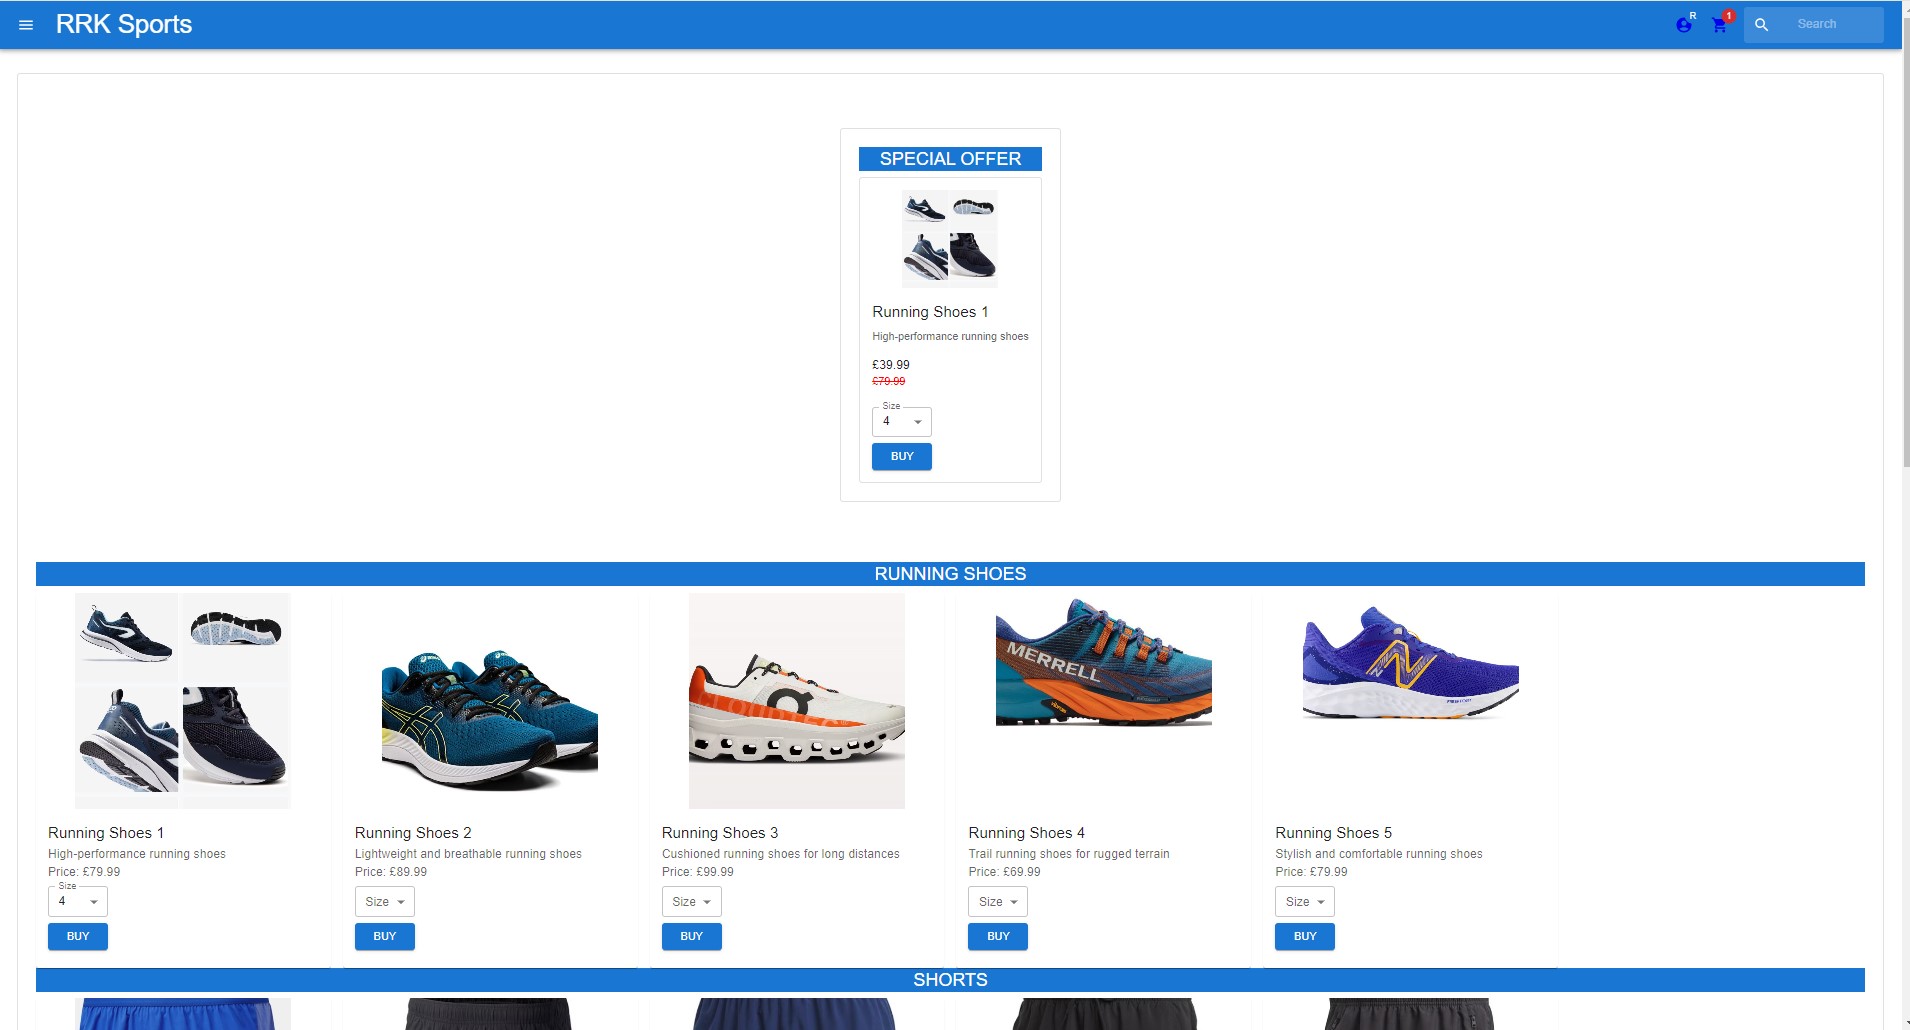 RRK Sports
R
1
Search
SPECIAL OFFER
Running Shoes 1
High-performance running shoes
£39.99
£79.99
Size
4
BUY
RUNNING SHOES
MERRELL
Running Shoes 1
High-performance running shoes
Price: £79.99
Size
4
BUY
Running Shoes 2
Lightweight and breathable running shoes
Price: £89.99
Size
BUY
Running Shoes 3
Cushioned running shoes for long distances
Price: £99.99
Size
BUY
Running Shoes 4
Trail running shoes for rugged terrain
Price: £69.99
Size
BUY
Running Shoes 5
Stylish and comfortable running shoes
Price: £79.99
Size
BUY
SHORTS